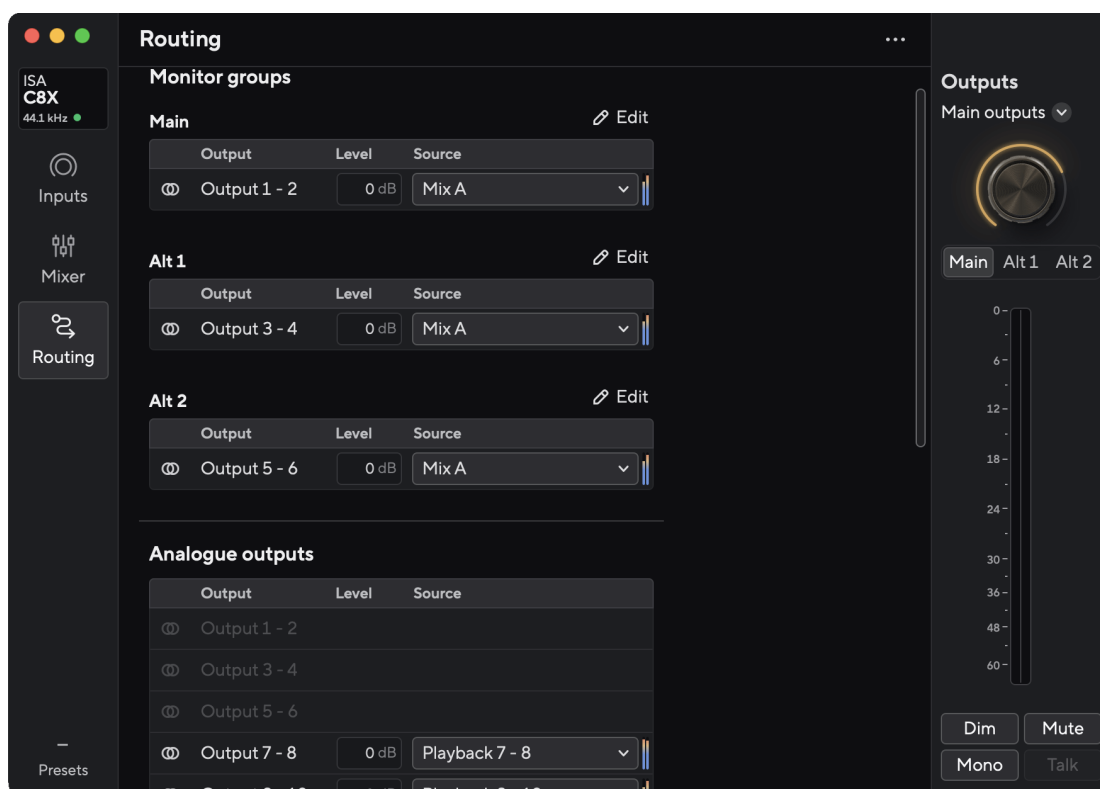 Routing
...
ISA
C8X
44.1 kHz
Inputs
Mixer
Routing
Presets
Monitor groups
Main
Edit
Output Level Source
Output 1 - 2 0 dB Mix A
Alt 1
Edit
Output Level Source
Output 3 - 4 0 dB Mix A
Alt 2
Edit
Output Level Source
Output 5 - 6 0 dB Mix A
Analogue outputs
Output Level Source
Output 1 - 2
Output 3 - 4
Output 5 - 6
Output 7 - 8 0 dB Playback 7 - 8
Outputs
Main outputs
Main Alt 1 Alt 2
0
6
12
18
24
30
36
48
60
Dim Mute
Mono Talk